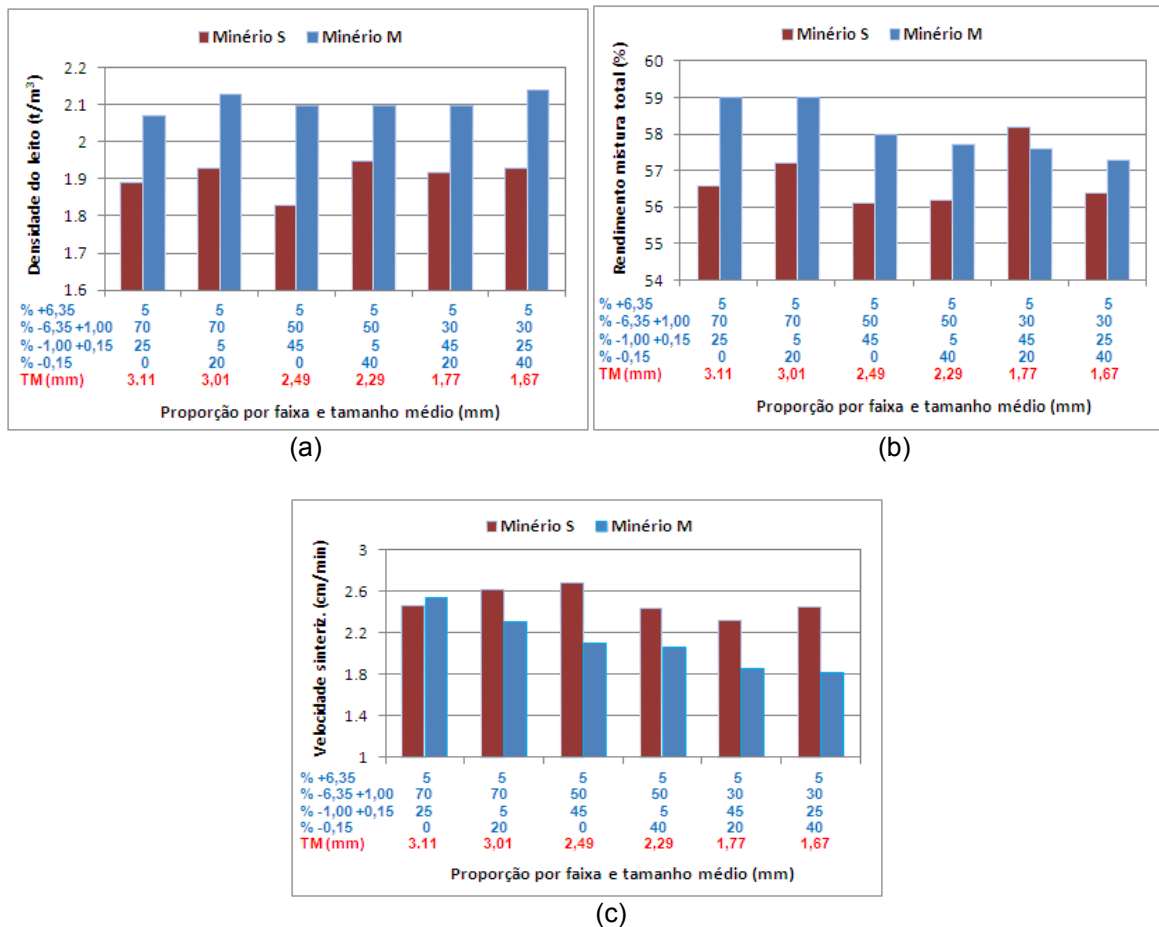 Minério S Minério M
Densidade do leito (t/m³)
2.2
2.1
2
1.9
1.8
1.7
1.6
% +6,35 5 5 5 5 5 5
% -6,35 +1,00 70 70 50 50 30 30
% -1,00 +0,15 25 5 45 5 45 25
% -0,15 0 20 0 40 20 40
TM (mm) 3.11 3,01 2,49 2,29 1,77 1,67
Proporção por faixa e tamanho médio (mm)
(a)
Minério S Minério M
Rendimento mistura total (%)
60
59
58
57
56
55
54
% +6,35 5 5 5 5 5 5
% -6,35 +1,00 70 70 50 50 30 30
% -1,00 +0,15 25 5 45 5 45 25
% -0,15 0 20 0 40 20 40
TM (mm) 3.11 3,01 2,49 2,29 1,77 1,67
Proporção por faixa e tamanho médio (mm)
(b)
Minério S Minério M
Velocidade sinteriz. (cm/min)
3
2.6
2.2
1.8
1.4
1
% +6,35 5 5 5 5 5 5
% -6,35 +1,00 70 70 50 50 30 30
% -1,00 +0,15 25 5 45 5 45 25
% -0,15 0 20 0 40 20 40
TM (mm) 3.11 3,01 2,49 2,29 1,77 1,67
Proporção por faixa e tamanho médio (mm)
(c)